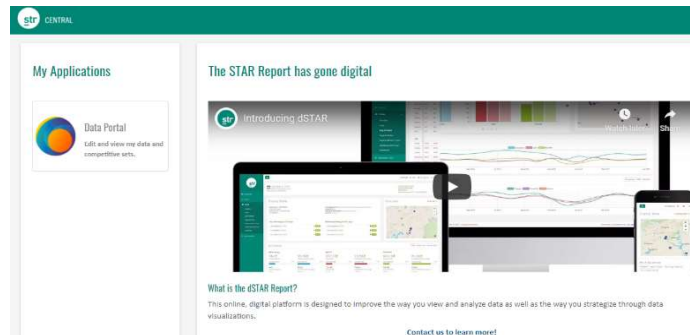 str CENTRAL
My Applications
Data Portal
Edit and view my data and
competitive sets.
The STAR Report has gone digital
str Introducing dSTAR
Watch later
Share
What is the dSTAR Report?
This online, digital platform is designed to improve the way you view and analyze data as well as the way you strategize through data
visualizations.
Contact us to learn more!